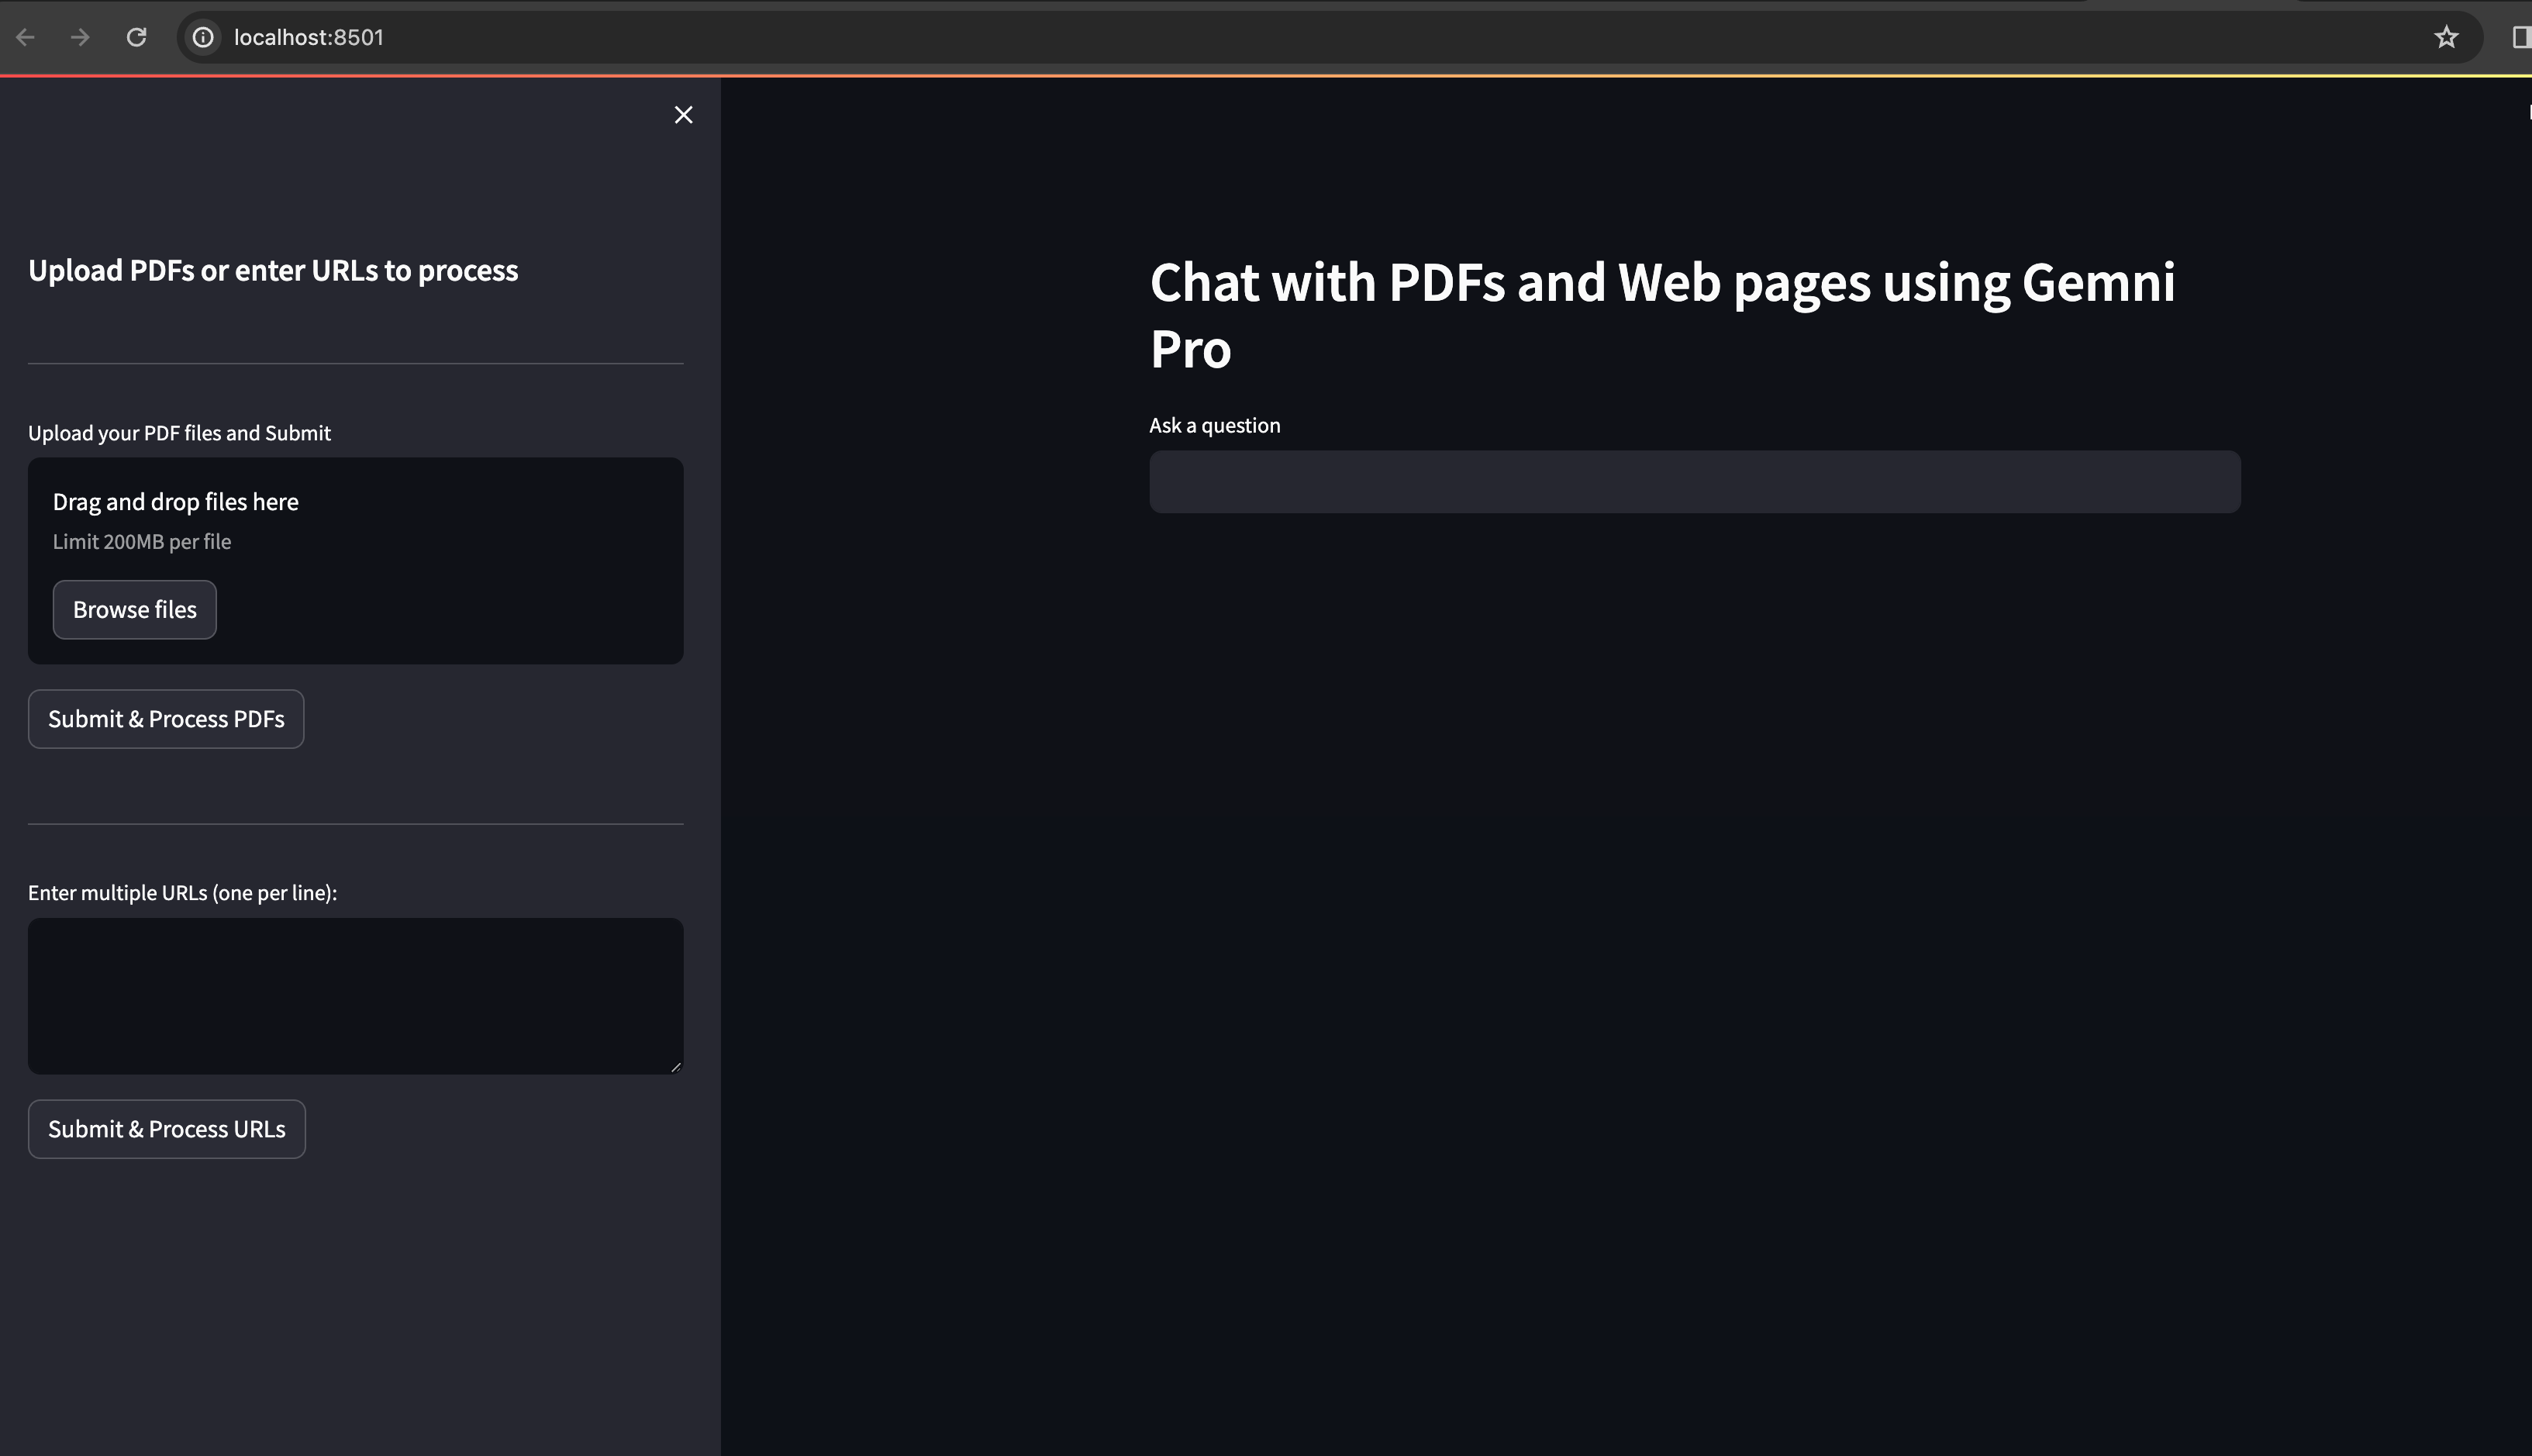 localhost:8501
Upload PDFs or enter URLs to process
Upload your PDF files and Submit
Drag and drop files here
Limit 200MB per file
Browse files
Submit & Process PDFs
Enter multiple URLs (one per line):
Submit & Process URLs
Chat with PDFs and Web pages using Gemni
Pro
Ask a question